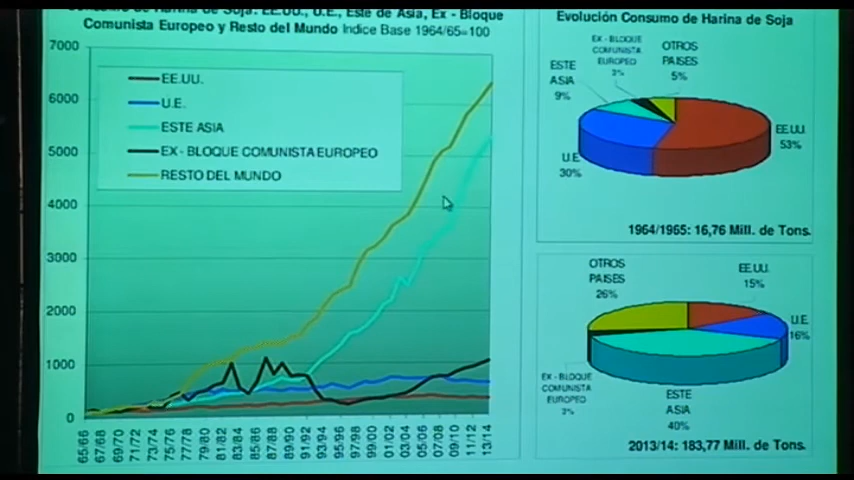 Consumo de Harina de Soja: EE.UU., U.E., Este de Asia, Ex - Bloque
Comunista Europeo y Resto del Mundo Indice Base 1964/65=100
7000
6000
5000
4000
3000
2000
1000
0
EE.UU.
U.E.
ESTE ASIA
EX - BLOQUE COMUNISTA EUROPEO
RESTO DEL MUNDO
65/66
67/68
69/70
71/72
73/74
75/76
77/78
79/80
81/82
83/84
85/86
87/88
89/90
91/92
93/94
95/96
97/98
99/00
01/02
03/04
05/06
07/08
09/10
11/12
13/14
Evolución Consumo de Harina de Soja
EX - BLOQUE
COMUNISTA
EUROPEO
3%
OTROS
PAISES
5%
ESTE
ASIA
9%
EE.UU.
53%
U.E.
30%
1964/1965: 16,76 Mill. de Tons.
OTROS
PAISES
26%
EE.UU.
15%
U.E.
16%
EX - BLOQUE
COMUNISTA
EUROPEO
3%
ESTE
ASIA
40%
2013/14: 183,77 Mill. de Tons.